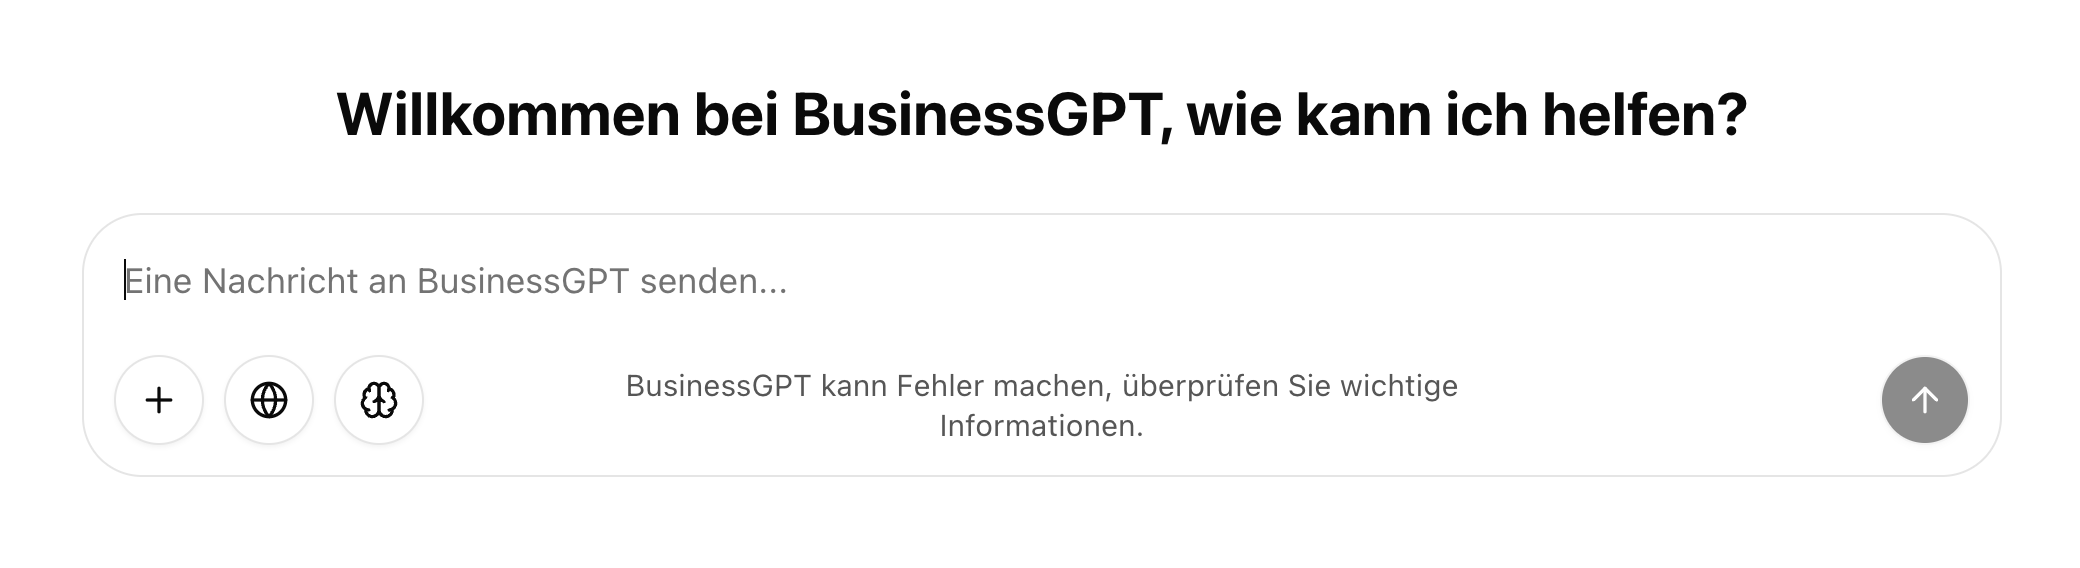 Willkommen bei BusinessGPT, wie kann ich helfen?
Eine Nachricht an BusinessGPT senden...
BusinessGPT kann Fehler machen, überprüfen Sie wichtige
Informationen.